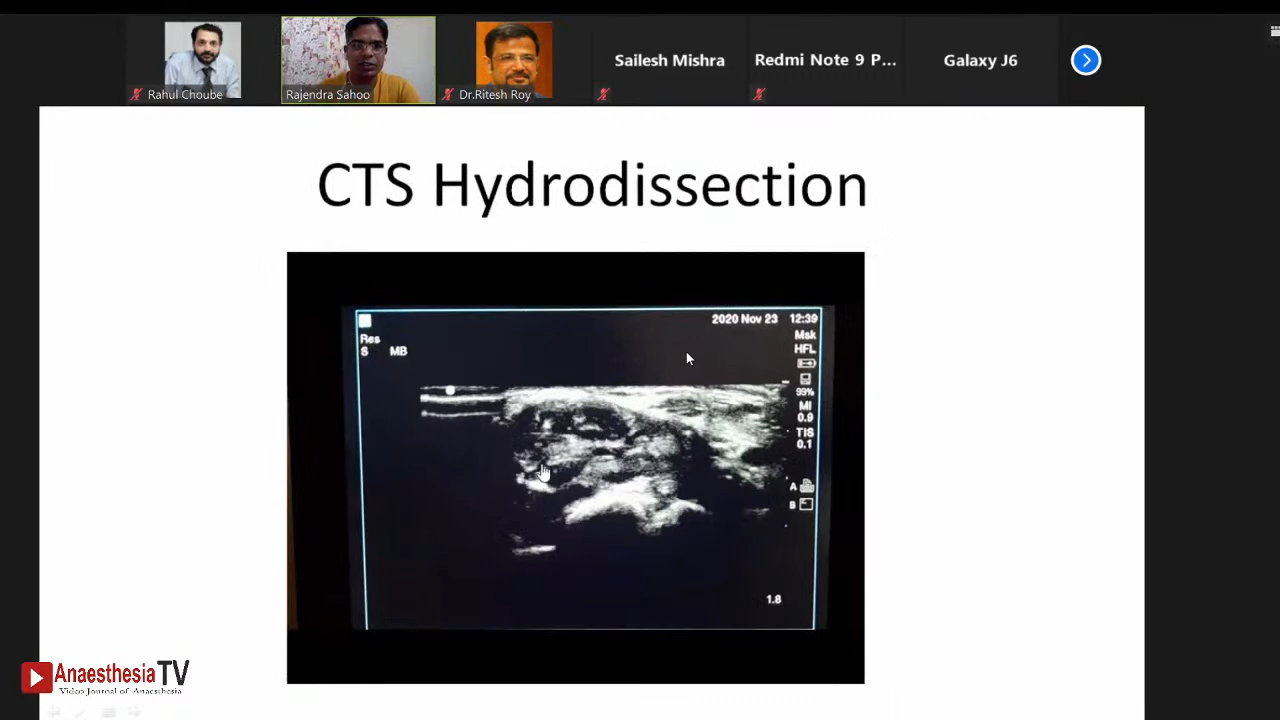 Sailesh Mishra
Redmi Note 9 P...
Galaxy J6
Rahul Choube
Rajendra Sahoo
Dr.Ritesh Roy
CTS Hydrodissection
2020 Nov 23 12:39
Res
S MB
Msk
HFL
99%
MI
0.9
TIS
0.1
A
B
1.8
AnaesthesiaTV
Video Journal of Anaesthesia